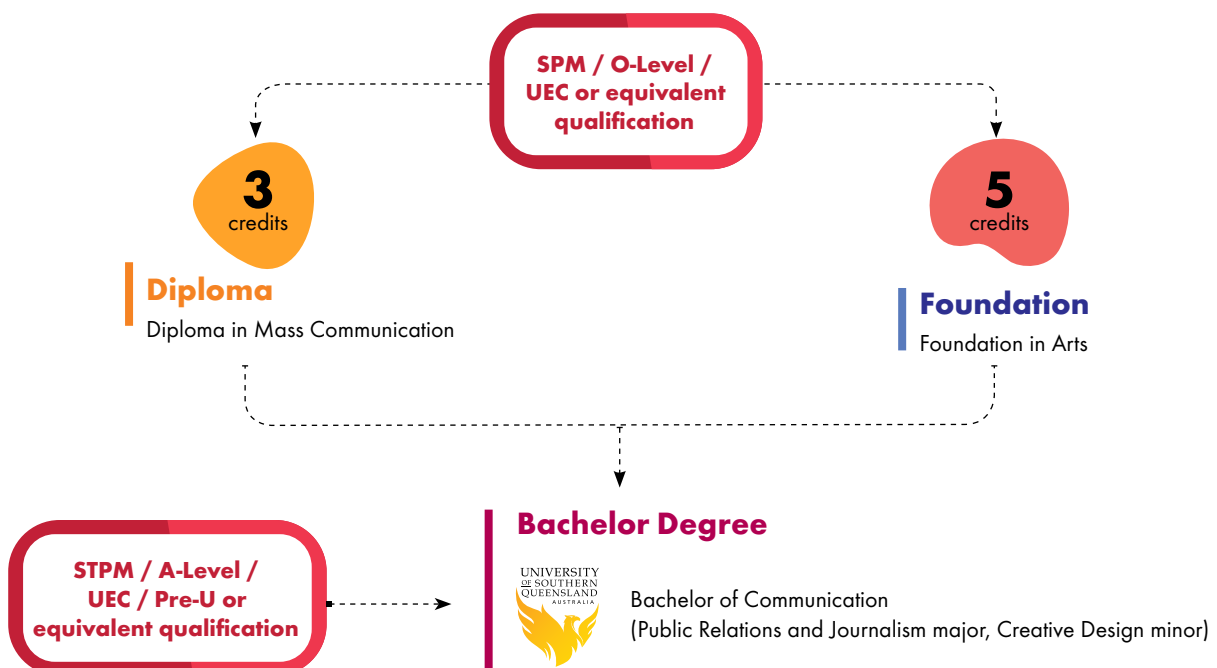 SPM / O-Level /
UEC or equivalent
qualification
3
credits
5
credits
Diploma
Diploma in Mass Communication
Foundation
Foundation in Arts
Bachelor Degree
STPM / A-Level /
UEC / Pre-U or
equivalent qualification
UNIVERSITY
OF SOUTHERN
QUEENSLAND
AUSTRALIA
Bachelor of Communication
(Public Relations and Journalism major, Creative Design minor)